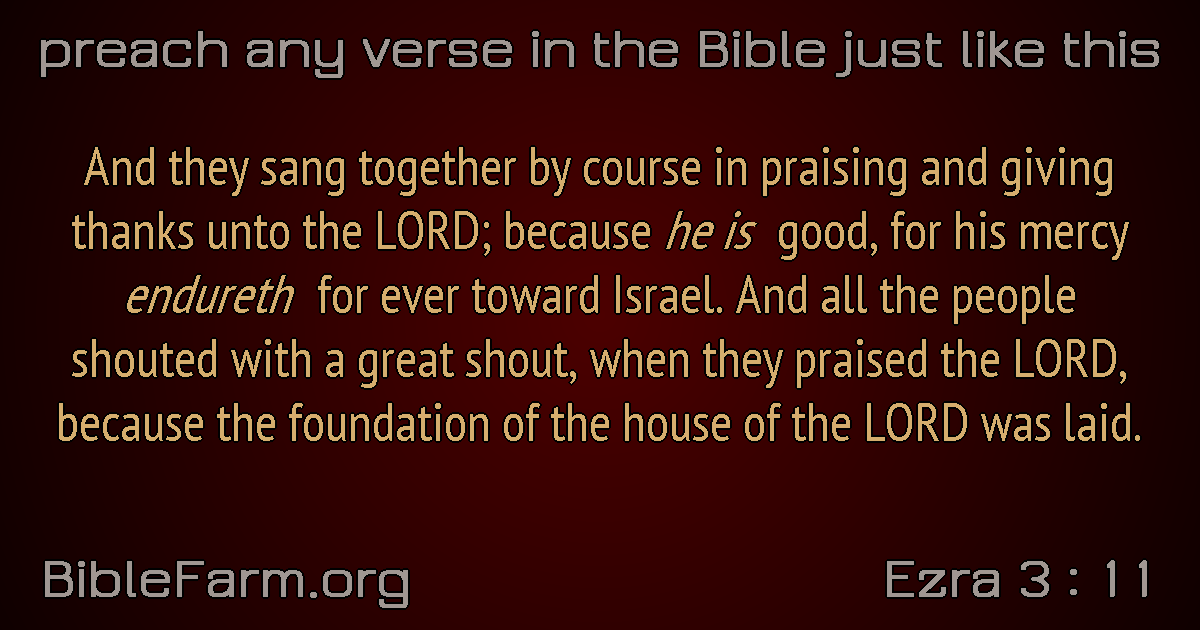 preach any verse in the Bible just like this
And they sang together by course in praising and giving
thanks unto the LORD; because he is good, for his mercy
endureth for ever toward Israel. And all the people
shouted with a great shout, when they praised the LORD,
because the foundation of the house of the LORD was laid.
BibleFarm.org
Ezra 3 : 11